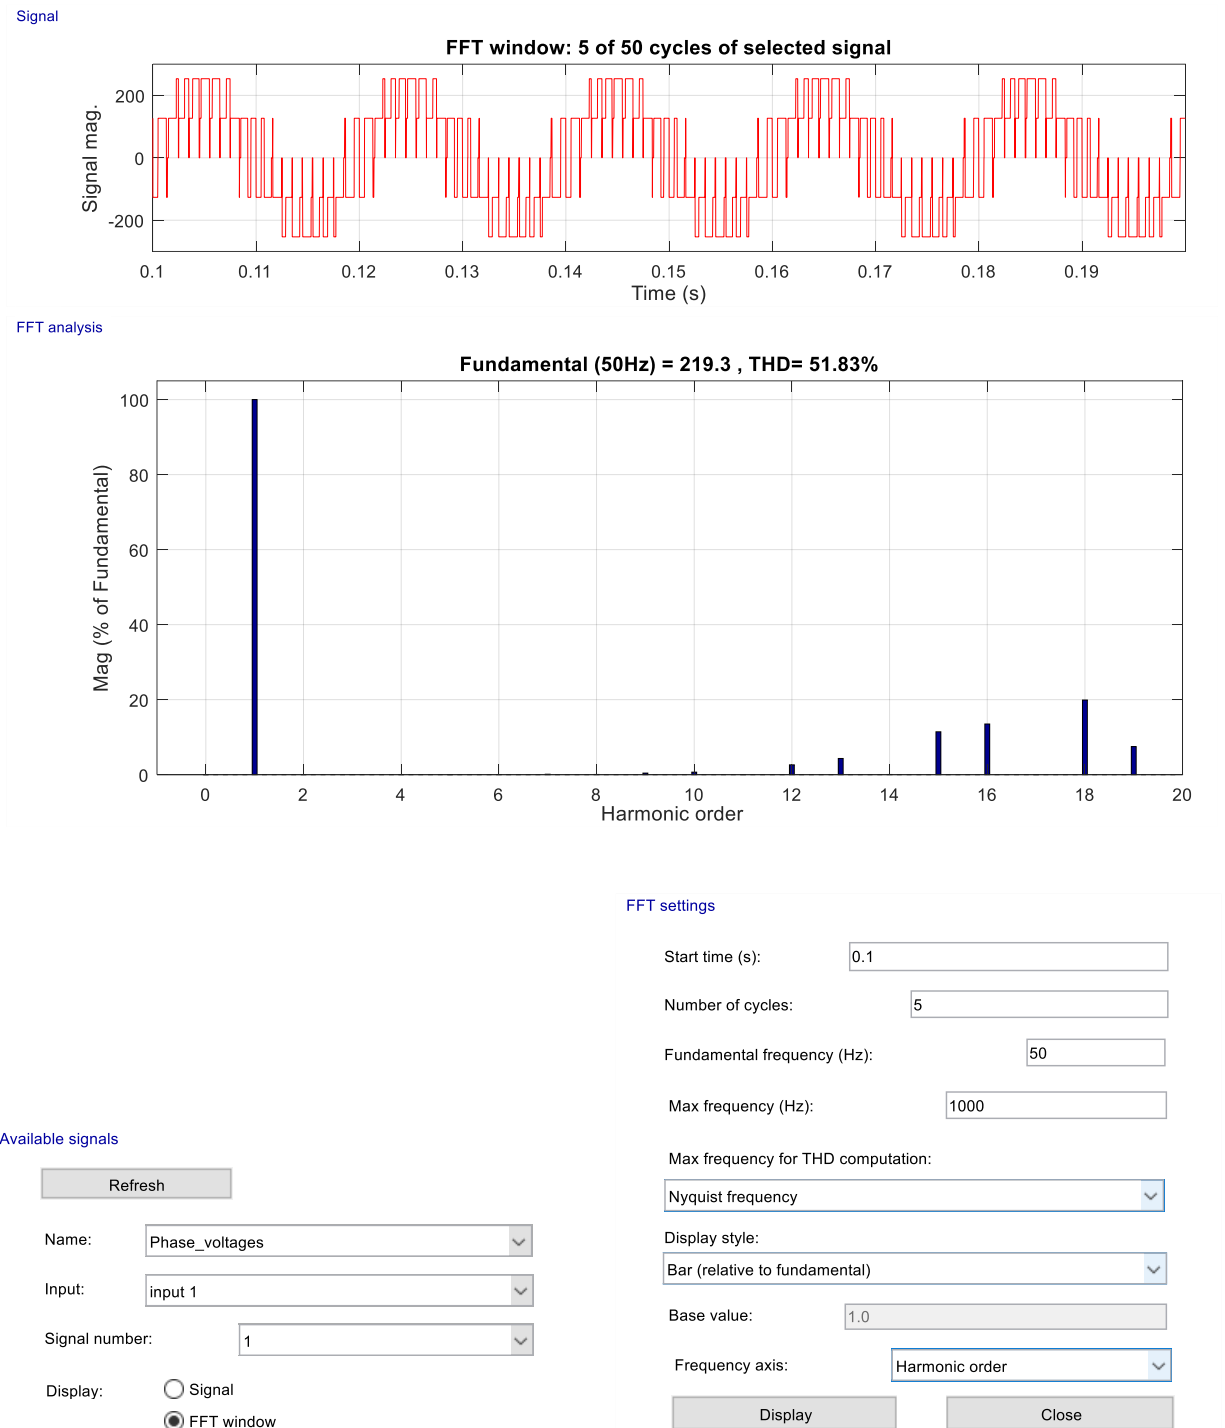 Signal
FFT window: 5 of 50 cycles of selected signal
Signal mag.
200
0
-200
0.1 0.11 0.12 0.13 0.14 0.15 0.16 0.17 0.18 0.19
Time (s)
FFT analysis
Fundamental (50Hz) = 219.3 , THD= 51.83%
Mag (% of Fundamental)
100
80
60
40
20
0
0 2 4 6 8 10 12 14 16 18 20
Harmonic order
FFT settings
Start time (s): 0.1
Number of cycles: 5
Fundamental frequency (Hz): 50
Max frequency (Hz): 1000
Max frequency for THD computation:
Nyquist frequency
Display style:
Bar (relative to fundamental)
Base value: 1.0
Frequency axis: Harmonic order
Display Close
Available signals
Refresh
Name: Phase_voltages
Input: input 1
Signal number: 1
Display: Signal
FFT window